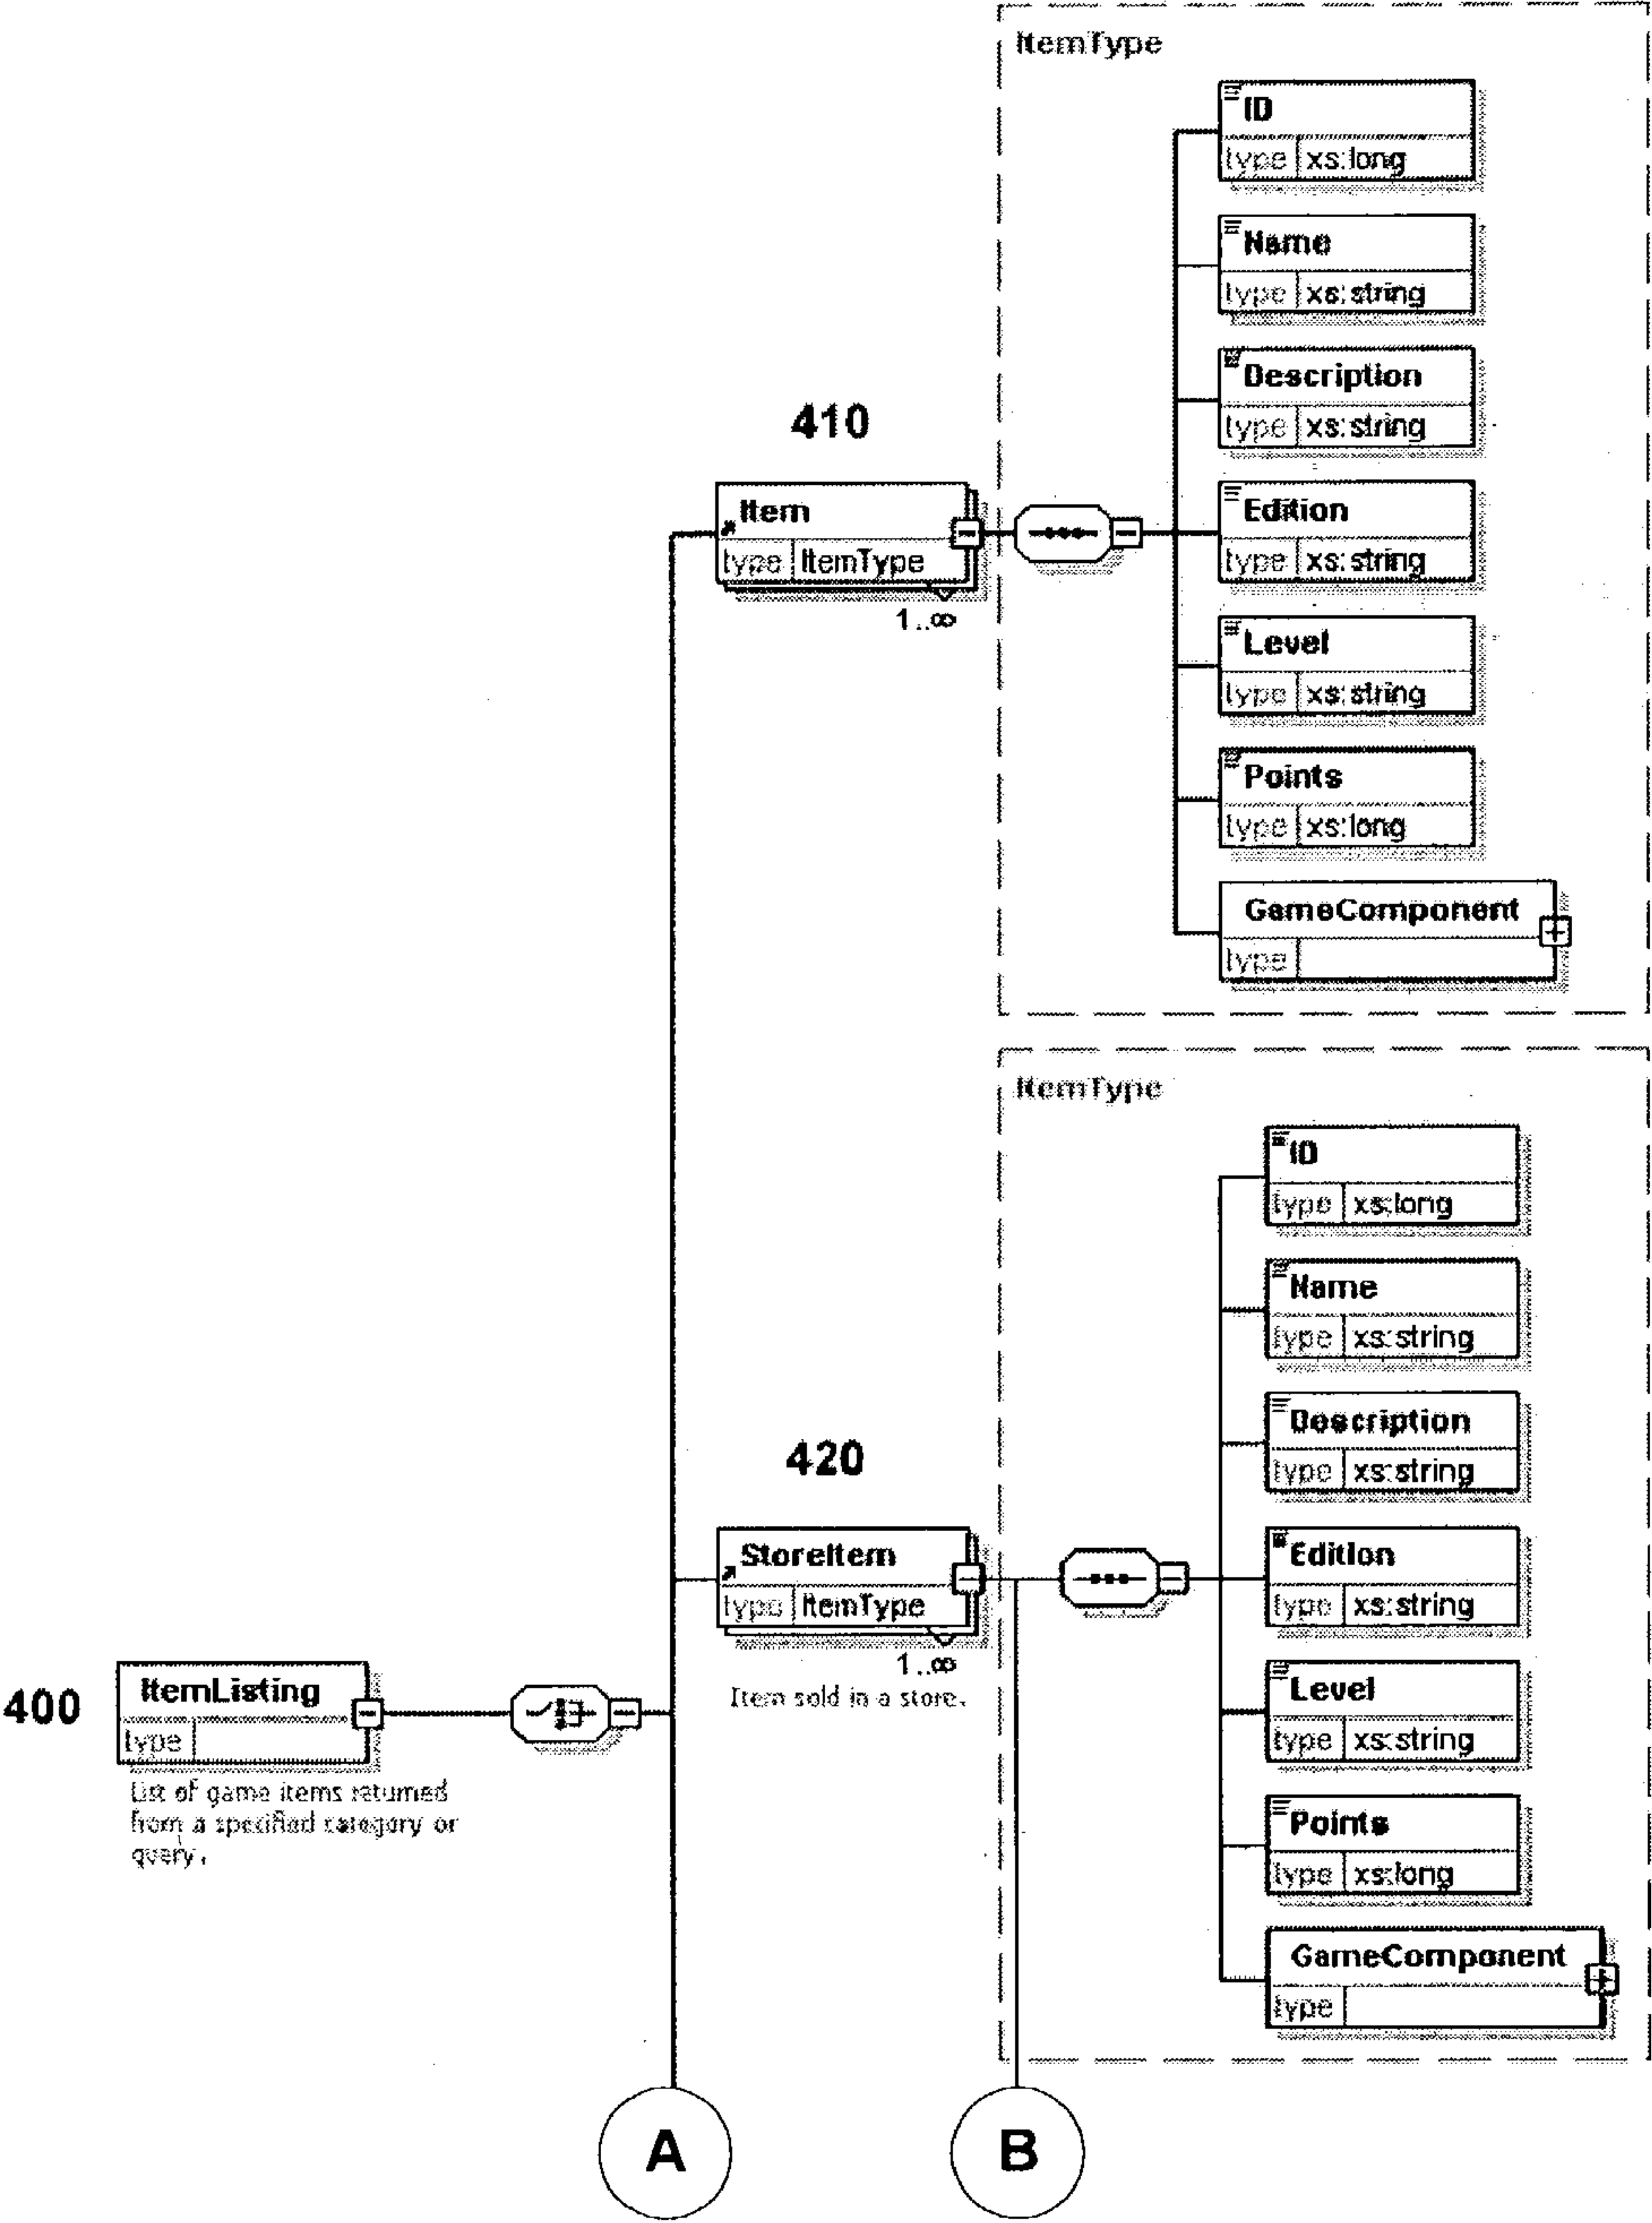 ItemType
ID
type xs:long
Name
type xs:string
Description
type xs:string
410
Edition
type xs:string
Item
type ItemType
1..∞
Level
type xs:string
Points
type xs:long
GameComponent
type
ItemType
ID
type xs:long
Name
type xs:string
Description
type xs:string
420
Edition
type xs:string
StoreItem
type ItemType
1..∞
Item sold in a store.
Level
type xs:string
400
ItemListing
type
List of game items returned
from a specified category or
query.
Points
type xs:long
GameComponent
type
A
B